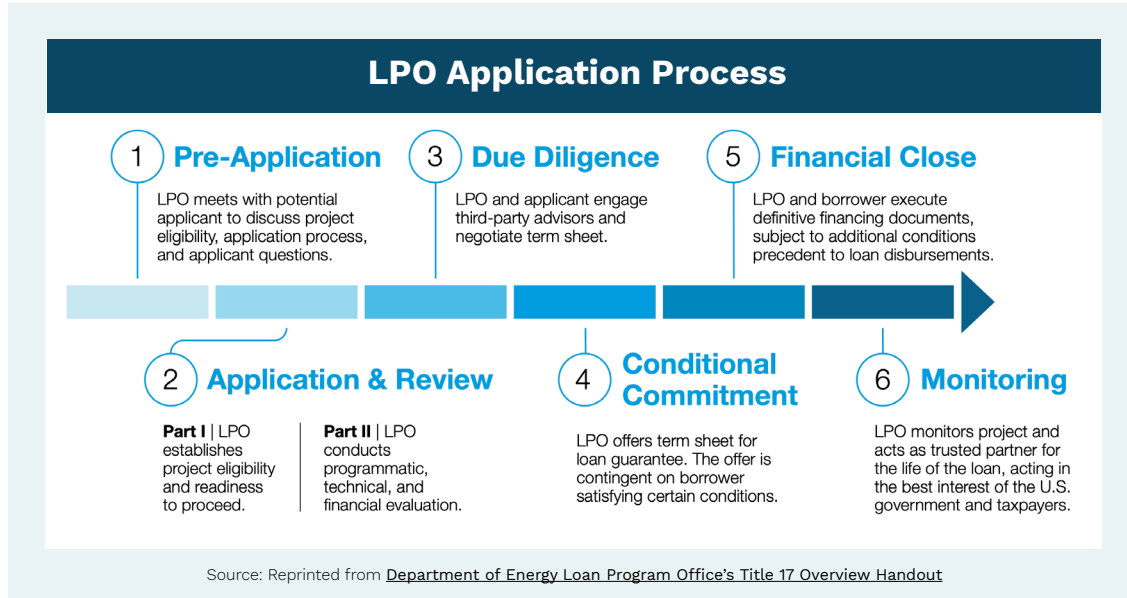 LPO Application Process
1 Pre-Application
LPO meets with potential
applicant to discuss project
eligibility, application process,
and applicant questions.
3 Due Diligence
LPO and applicant engage
third-party advisors and
negotiate term sheet.
5 Financial Close
LPO and borrower execute
definitive financing documents,
subject to additional conditions
precedent to loan disbursements.
2 Application & Review
Part I | LPO
establishes
project eligibility
and readiness
to proceed.
Part II | LPO
conducts
programmatic,
technical, and
financial evaluation.
4 Conditional
Commitment
LPO offers term sheet for
loan guarantee. The offer is
contingent on borrower
satisfying certain conditions.
6 Monitoring
LPO monitors project and
acts as trusted partner for
the life of the loan, acting in
the best interest of the U.S.
government and taxpayers.
Source: Reprinted from Department of Energy Loan Program Office’s Title 17 Overview Handout